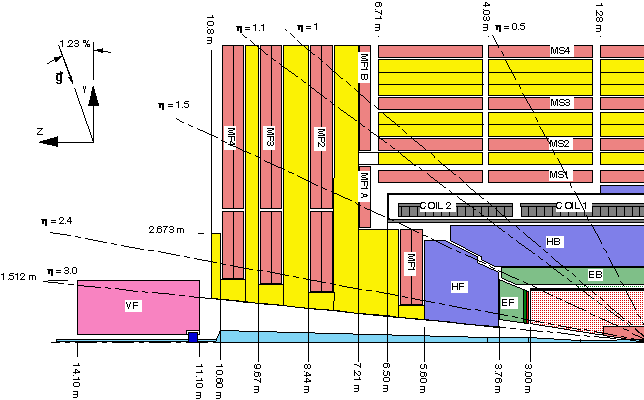 10.8 m
η = 1.1
η = 1
6.71 m
4.03 m
η = 0.5
1.28 m
1.23 %
g
Y
Z
η = 1.5
η = 2.4
2.673 m
η = 3.0
1.512 m
MF4
MF3
MF2
MF1 B
MF1 A
MF1
MS4
MS3
MS2
MS1
COIL 2
COIL 1
HB
EB
HF
EF
VF
14.10 m
11.10 m
10.60 m
9.67 m
8.44 m
7.21 m
6.50 m
5.60 m
3.76 m
3.00 m